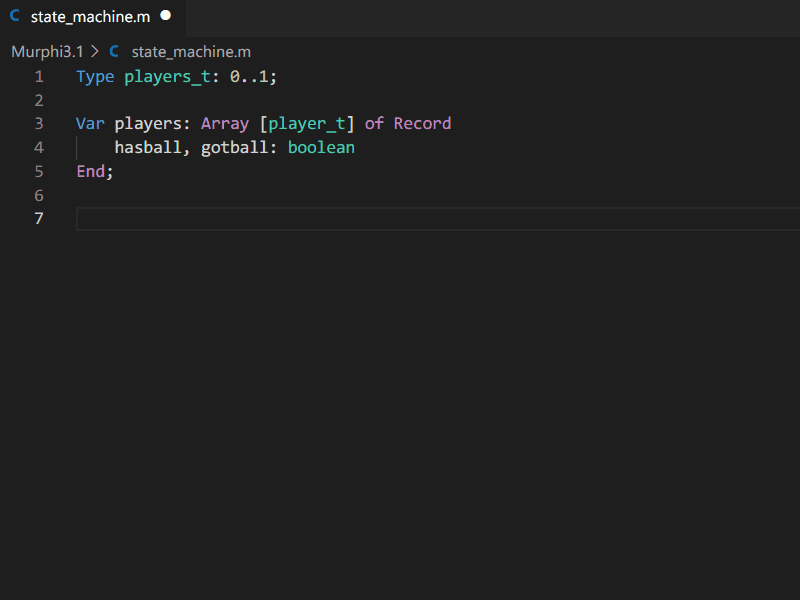 C state_machine.m
Murphi3.1 > C state_machine.m
1 Type players_t: 0..1;
2
3 Var players: Array [player_t] of Record
4 hasball, gotball: boolean
5 End;
6
7